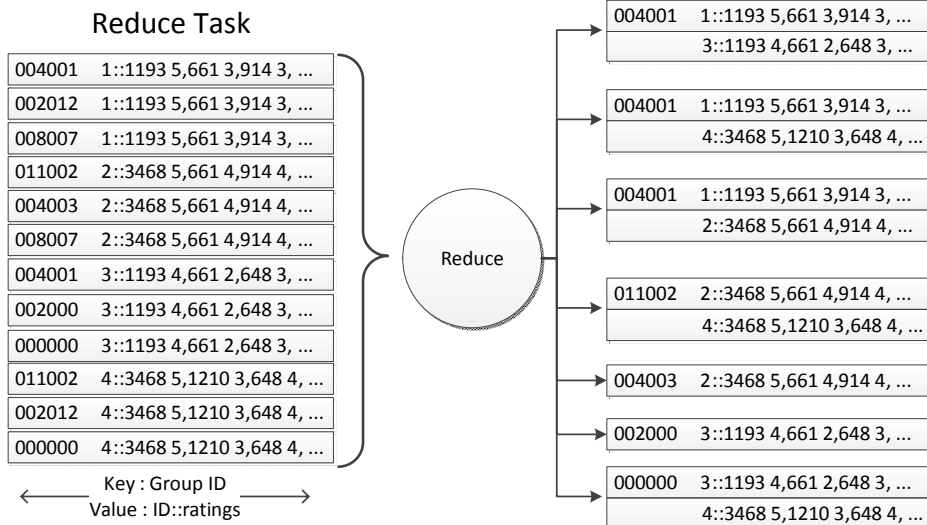 Reduce Task
004001 1::1193 5,661 3,914 3, ...
002012 1::1193 5,661 3,914 3, ...
008007 1::1193 5,661 3,914 3, ...
011002 2::3468 5,661 4,914 4, ...
004003 2::3468 5,661 4,914 4, ...
008007 2::3468 5,661 4,914 4, ...
004001 3::1193 4,661 2,648 3, ...
002000 3::1193 4,661 2,648 3, ...
000000 3::1193 4,661 2,648 3, ...
011002 4::3468 5,1210 3,648 4, ...
002012 4::3468 5,1210 3,648 4, ...
000000 4::3468 5,1210 3,648 4, ...
Key : Group ID
Value : ID::ratings
Reduce
004001 1::1193 5,661 3,914 3, ...
3::1193 4,661 2,648 3, ...
004001 1::1193 5,661 3,914 3, ...
4::3468 5,1210 3,648 4, ...
004001 1::1193 5,661 3,914 3, ...
2::3468 5,661 4,914 4, ...
011002 2::3468 5,661 4,914 4, ...
4::3468 5,1210 3,648 4, ...
004003 2::3468 5,661 4,914 4, ...
002000 3::1193 4,661 2,648 3, ...
000000 3::1193 4,661 2,648 3, ...
4::3468 5,1210 3,648 4, ...